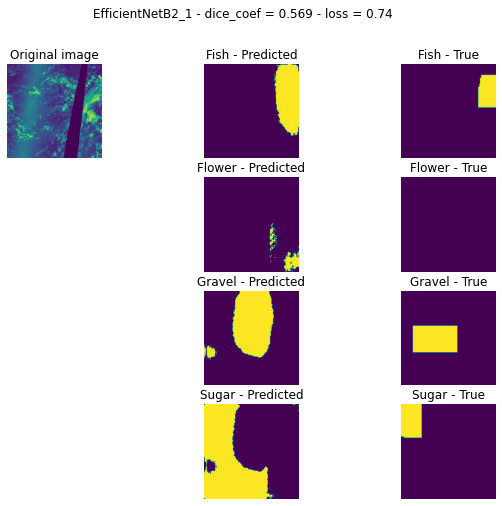 EfficientNetB2_1 - dice_coef = 0.569 - loss = 0.74
Original image
Fish - Predicted
Fish - True
Flower - Predicted
Flower - True
Gravel - Predicted
Gravel - True
Sugar - Predicted
Sugar - True